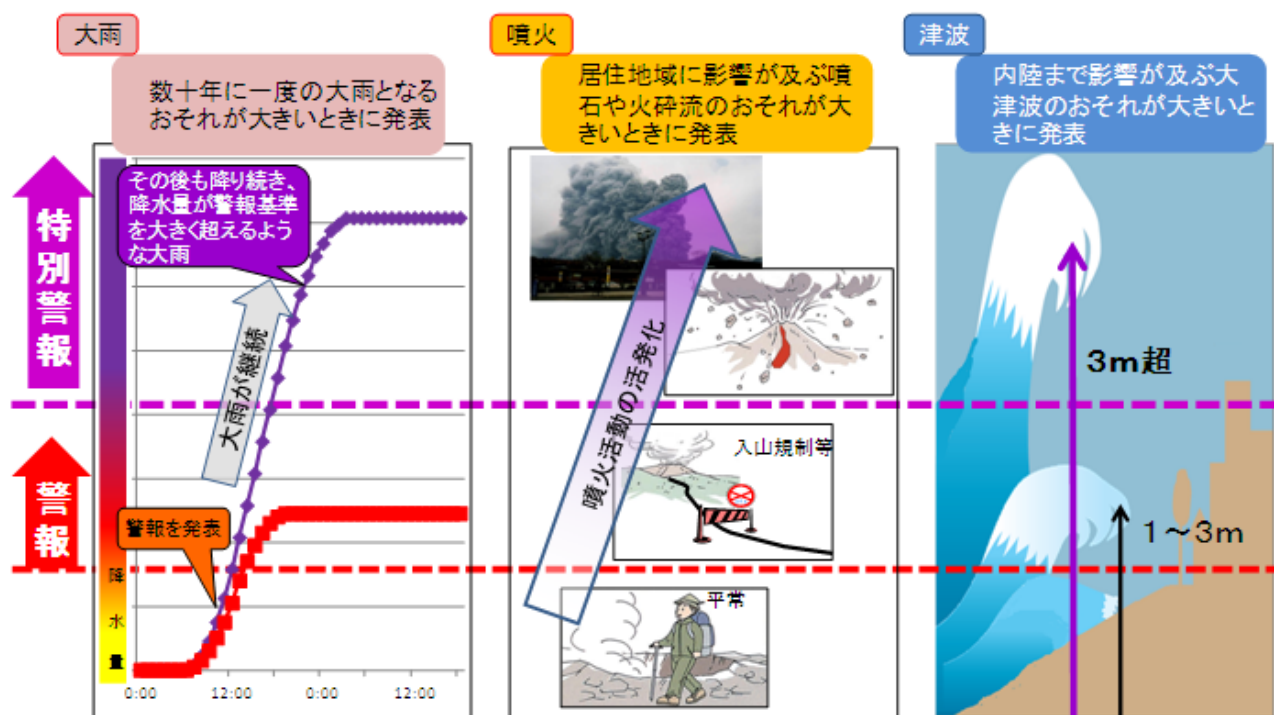 大雨
数十年に一度の大雨となる
おそれが大きいときに発表
噴火
居住地域に影響が及ぶ噴
石や火砕流のおそれが大
きいときに発表
津波
内陸まで影響が及ぶ大
津波のおそれが大きいと
きに発表
特別警報
警報
その後も降り続き、
降水量が警報基準
を大きく超えるよう
な大雨
大雨が継続
警報を発表
降水量
0:00
12:00
0:00
12:00
噴火活動の活発化
入山規制等
平常
3m超
1~3m